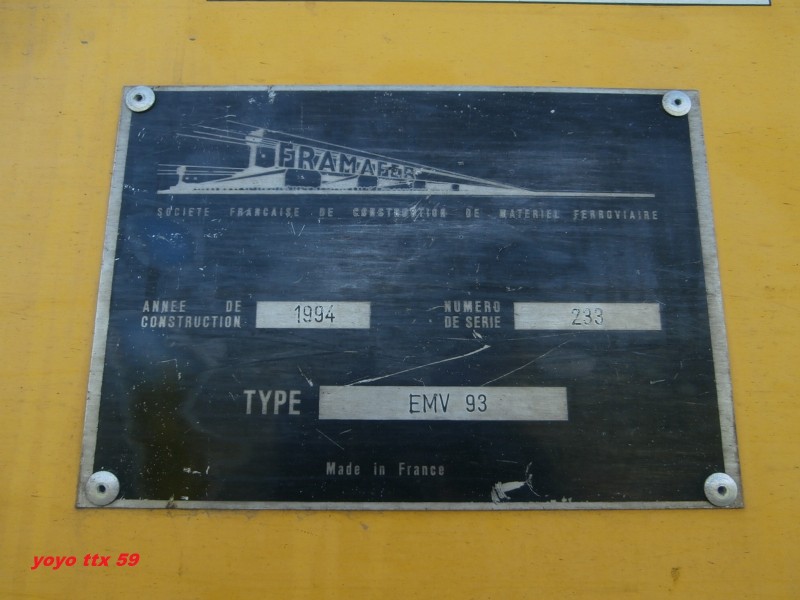 FRAMAFER
SOCIETE FRANCAISE DE CONSTRUCTION DE MATERIEL FERROVIAIRE
ANNEE DE CONSTRUCTION 1994
NUMERO DE SERIE 233
TYPE EMV 93
Made in France
yoyo ttx 59